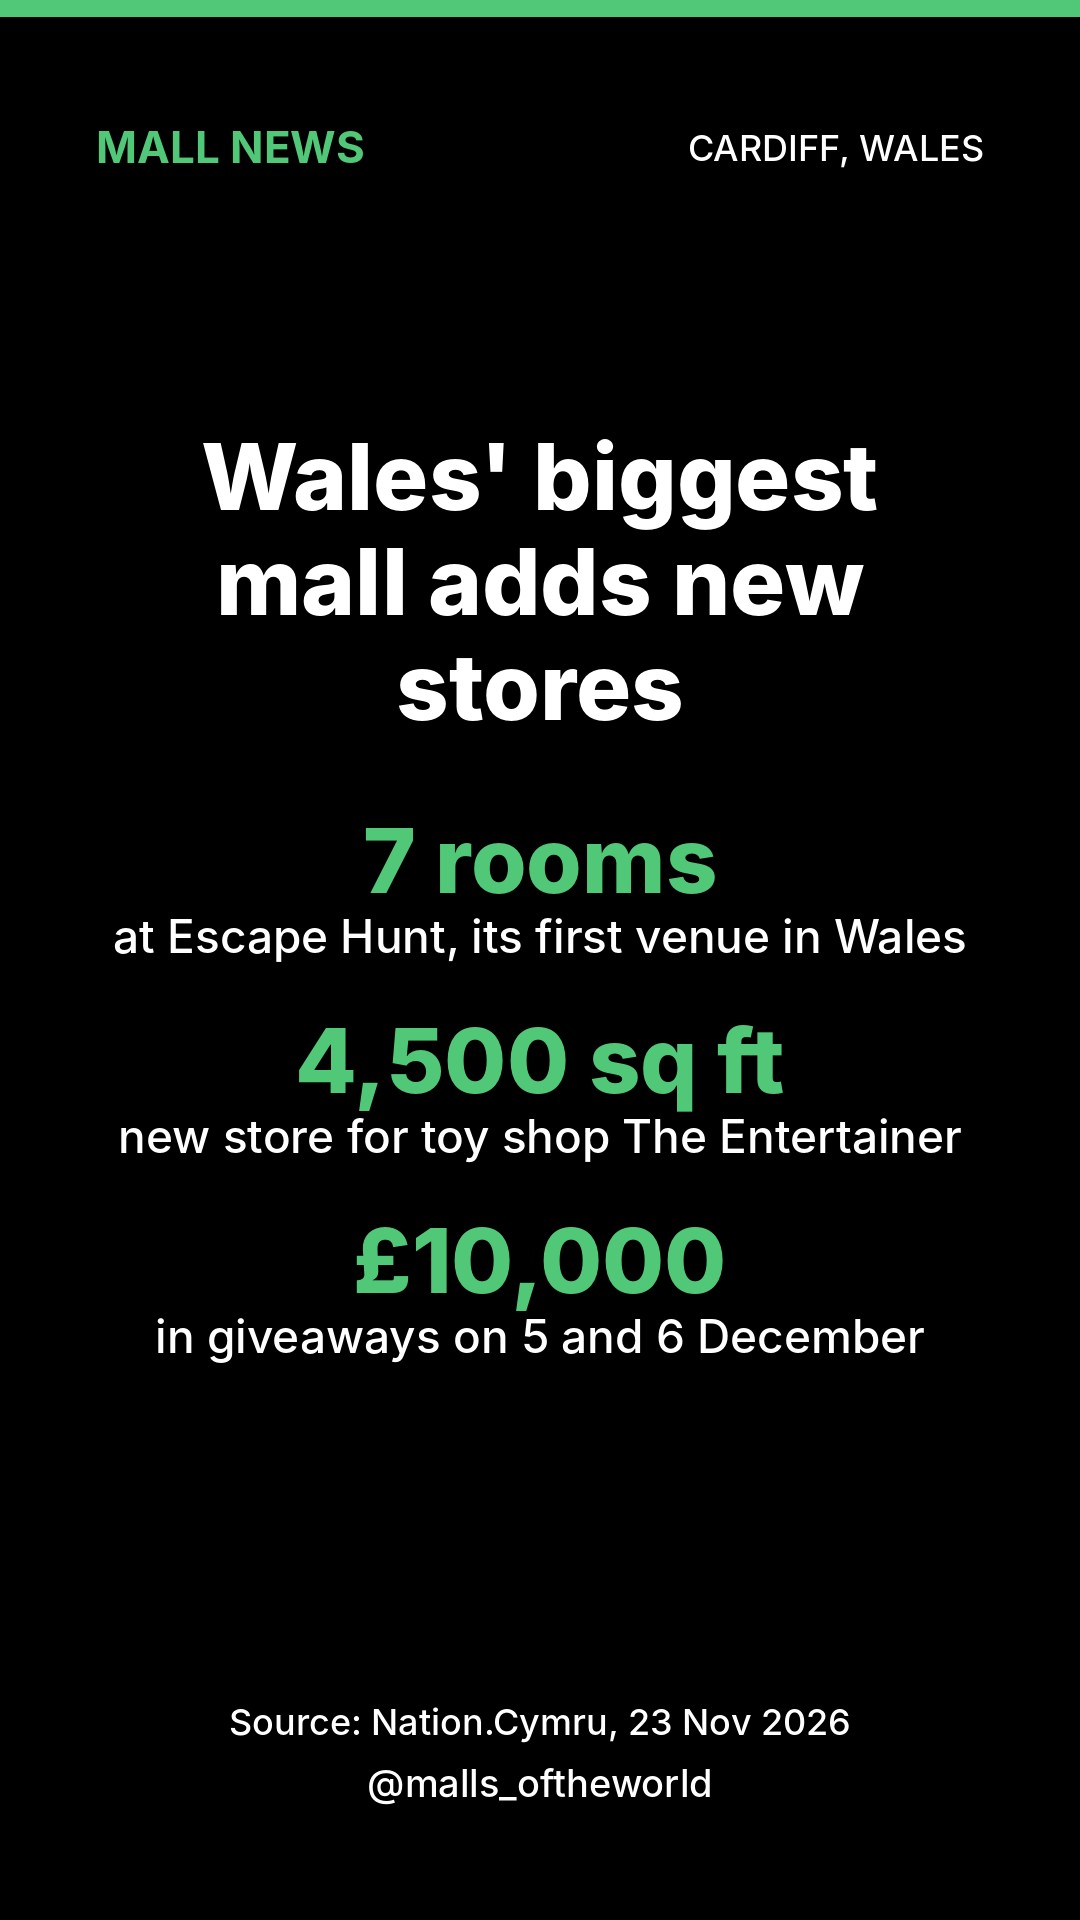 MALL NEWS
CARDIFF, WALES
Wales' biggest
mall adds new
stores
7 rooms
at Escape Hunt, its first venue in Wales
4,500 sq ft
new store for toy shop The Entertainer
£10,000
in giveaways on 5 and 6 December
Source: Nation.Cymru, 23 Nov 2026
@malls_oftheworld